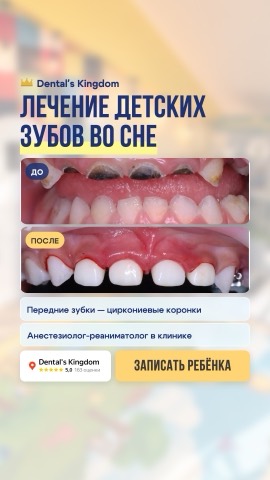 Dental's Kingdom
ЛЕЧЕНИЕ ДЕТСКИХ
ЗУБОВ ВО СНЕ
ДО
ПОСЛЕ
Передние зубки — циркониевые коронки
Анестезиолог-реаниматолог в клинике
Dental's Kingdom
5,0
ЗАПИСАТЬ РЕБЁНКА